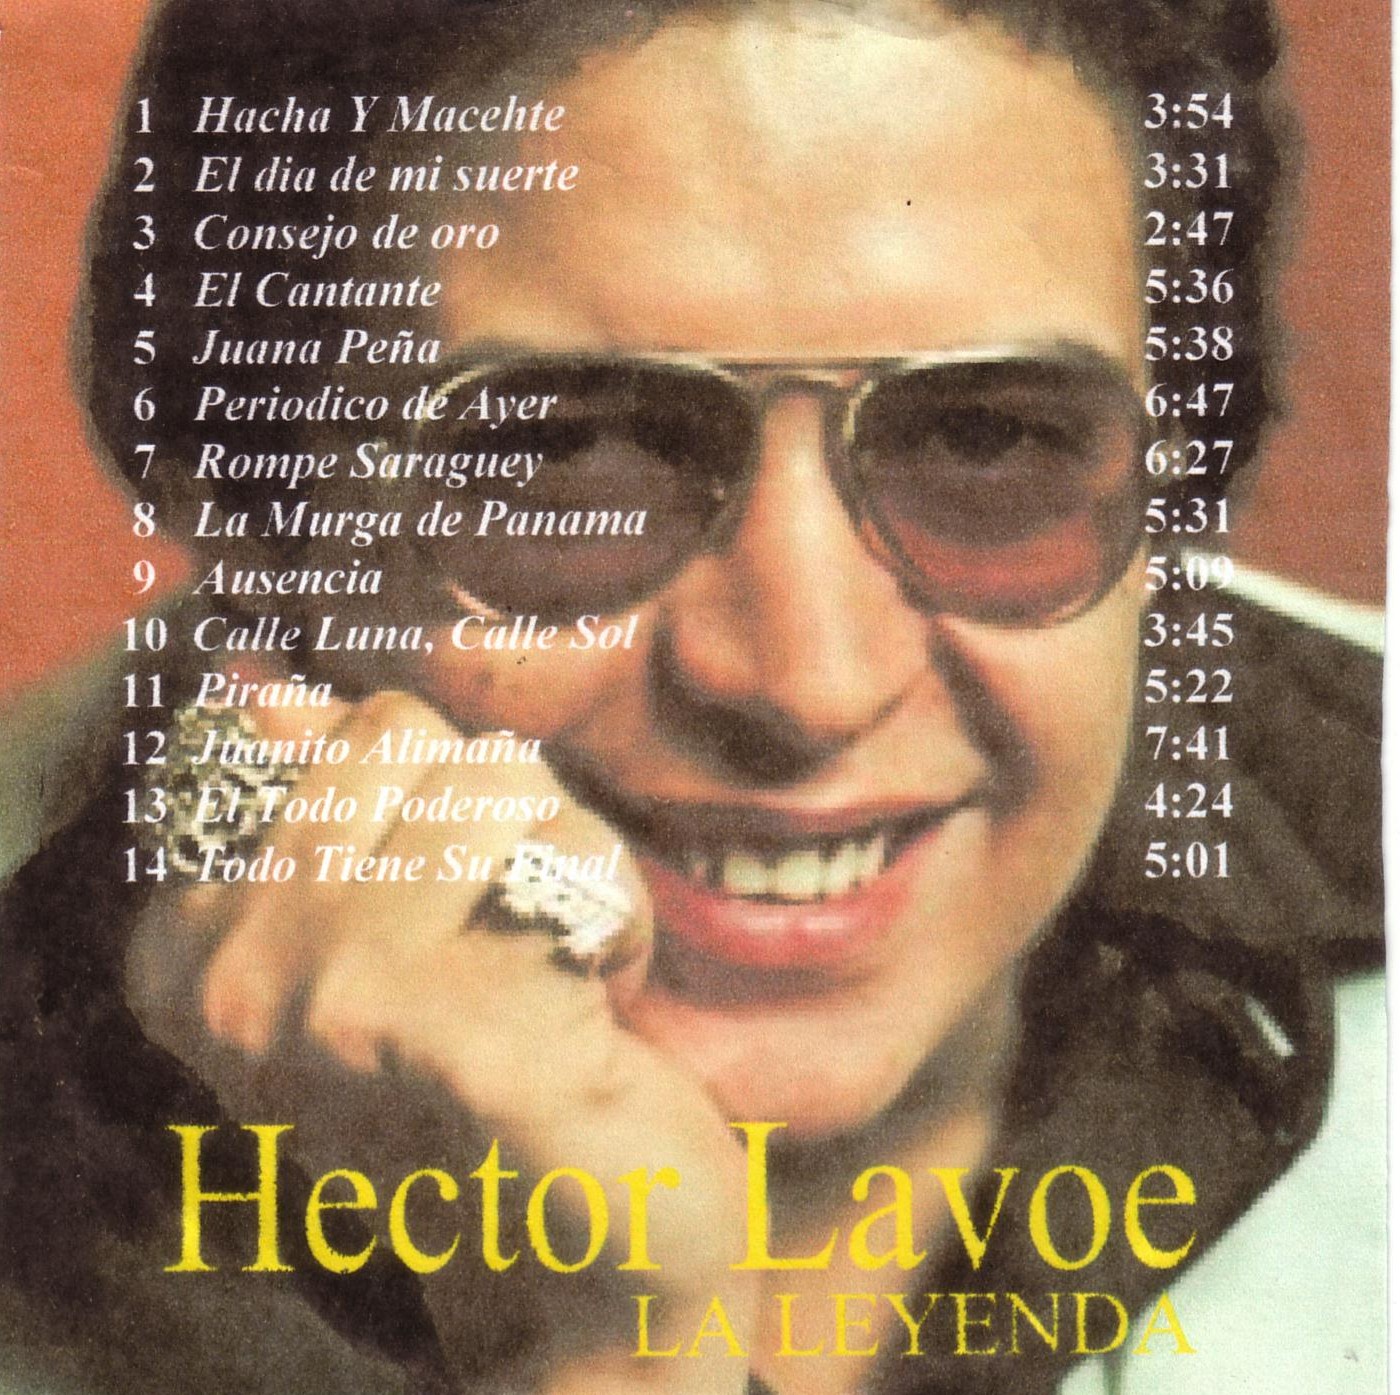 1 Hacha Y Macehte 3:54
2 El dia de mi suerte 3:31
3 Consejo de oro 2:47
4 El Cantante 5:36
5 Juana Peña 5:38
6 Periodico de Ayer 6:47
7 Rompe Saraguey 6:27
8 La Murga de Panama 5:31
9 Ausencia 5:09
10 Calle Luna, Calle Sol 3:45
11 Piraña 5:22
12 Juanito Alimaña 7:41
13 El Todo Poderoso 4:24
14 Todo Tiene Su Final 5:01
Hector Lavoe
LA LEYENDA